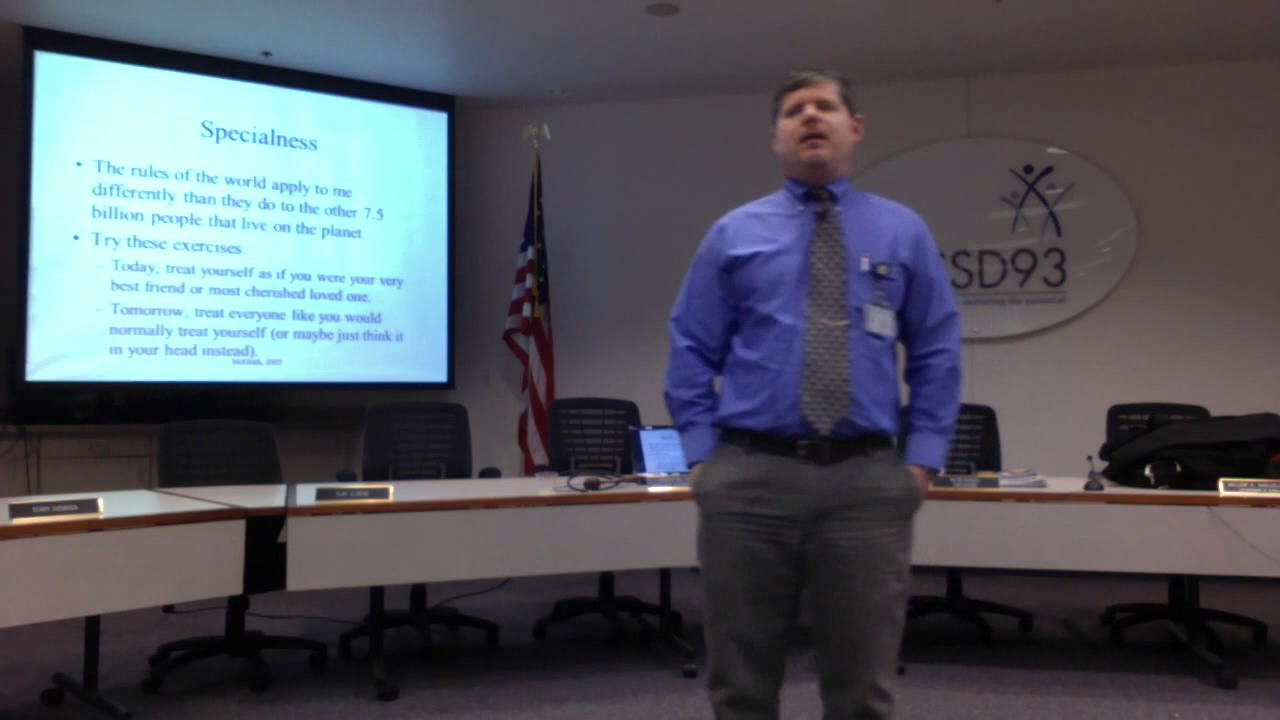 Specialness
• The rules of the world apply to me
differently than they do to the other 7.5
billion people that live on the planet.
• Try these exercises:
– Today, treat yourself as if you were your very
best friend or most cherished loved one.
– Tomorrow, treat everyone like you would
normally treat yourself (or maybe just think it
in your head instead).
SD93